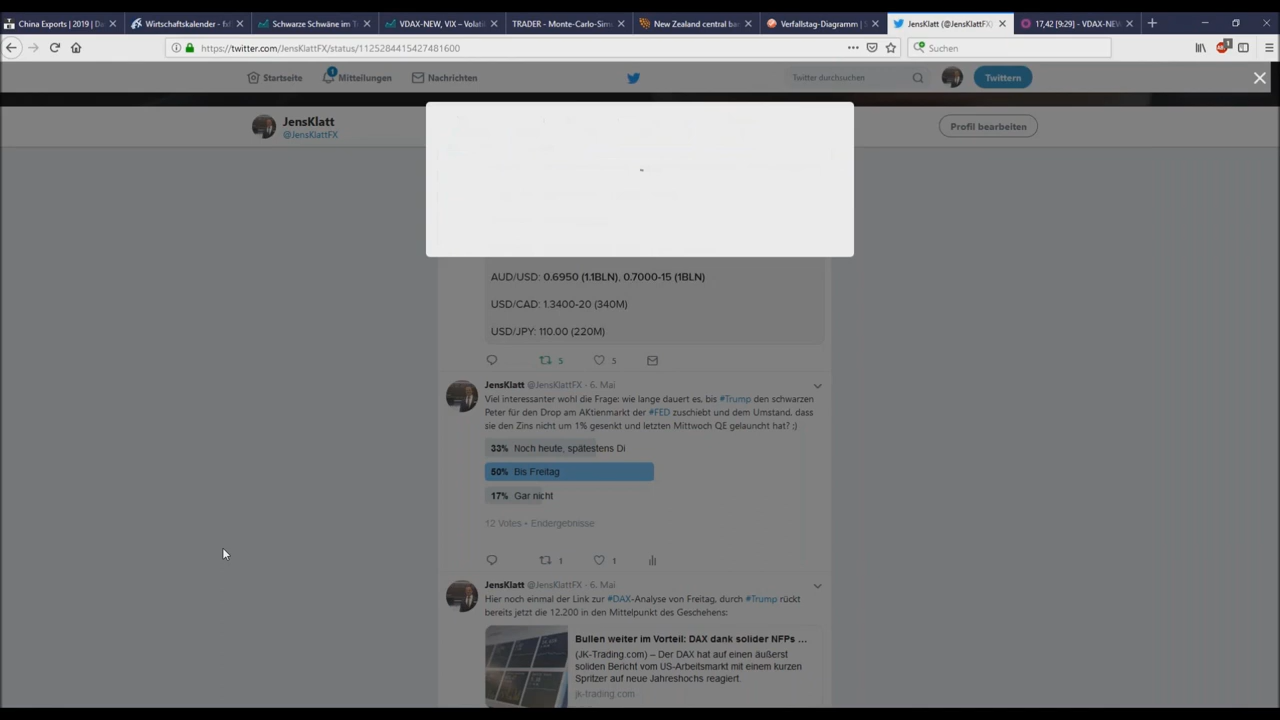 China Exports | 2019 | Da
Wirtschaftskalender - fxf
Schwarze Schwäne im T
VDAX-NEW, VIX – Volatil
TRADER - Monte-Carlo-Sim
New Zealand central ba
Verfallstag-Diagramm | S
JensKlatt (@JensKlattFX)
17,42 [9:29] - VDAX-NEW
https://twitter.com/JensKlattFX/status/1125284415427481600
Suchen
1
Startseite
1
Mitteilungen
Nachrichten
Twitter durchsuchen
Twittern
JensKlatt
@JensKlattFX
Profil bearbeiten
AUD/USD: 0.6950 (1.1BLN), 0.7000-15 (1BLN)
USD/CAD: 1.3400-20 (340M)
USD/JPY: 110.00 (220M)
5
5
JensKlatt @JensKlattFX · 6. Mai
Viel interessanter wohl die Frage: wie lange dauert es, bis #Trump den schwarzen
Peter für den Drop am AKtienmarkt der #FED zuschiebt und dem Umstand, dass
sie den Zins nicht um 1% gesenkt und letzten Mittwoch QE gelauncht hat? ;)
33% Noch heute, spätestens Di
50% Bis Freitag
17% Gar nicht
12 Votes • Endergebnisse
1
1
JensKlatt @JensKlattFX · 6. Mai
Hier noch einmal der Link zur #DAX-Analyse von Freitag, durch #Trump rückt
bereits jetzt die 12.200 in den Mittelpunkt des Geschehens:
Bullen weiter im Vorteil: DAX dank solider NFPs ...
(JK-Trading.com) – Der DAX hat auf einen äußerst
soliden Bericht vom US-Arbeitsmarkt mit einem kurzen
Spritzer auf neue Jahreshochs reagiert.
jk-trading.com